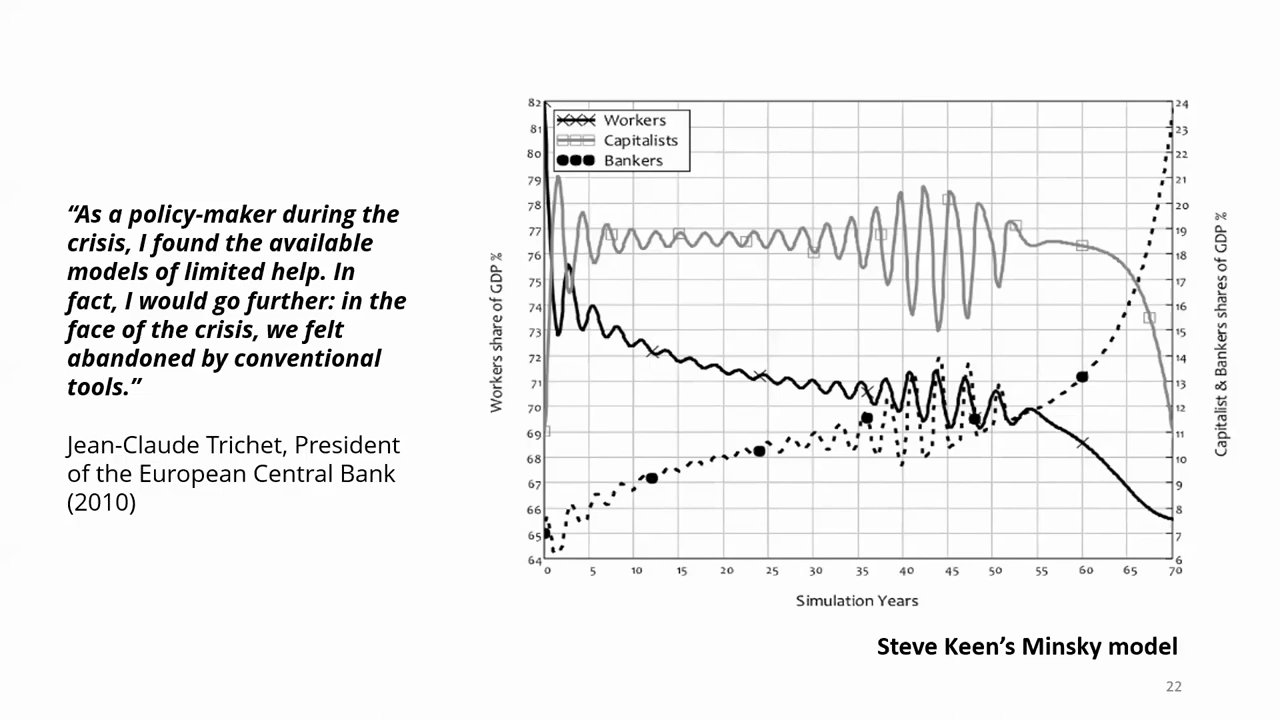 “As a policy-maker during the
crisis, I found the available
models of limited help. In
fact, I would go further: in the
face of the crisis, we felt
abandoned by conventional
tools.”
Jean-Claude Trichet, President
of the European Central Bank
(2010)
Workers
Capitalists
Bankers
Workers share of GDP %
82
81
80
79
78
77
76
75
74
73
72
71
70
69
68
67
66
65
64
24
23
22
21
20
19
18
17
16
15
14
13
12
11
10
9
8
7
6
Capitalist & Bankers shares of GDP %
0 5 10 15 20 25 30 35 40 45 50 55 60 65 70
Simulation Years
Steve Keen’s Minsky model
22